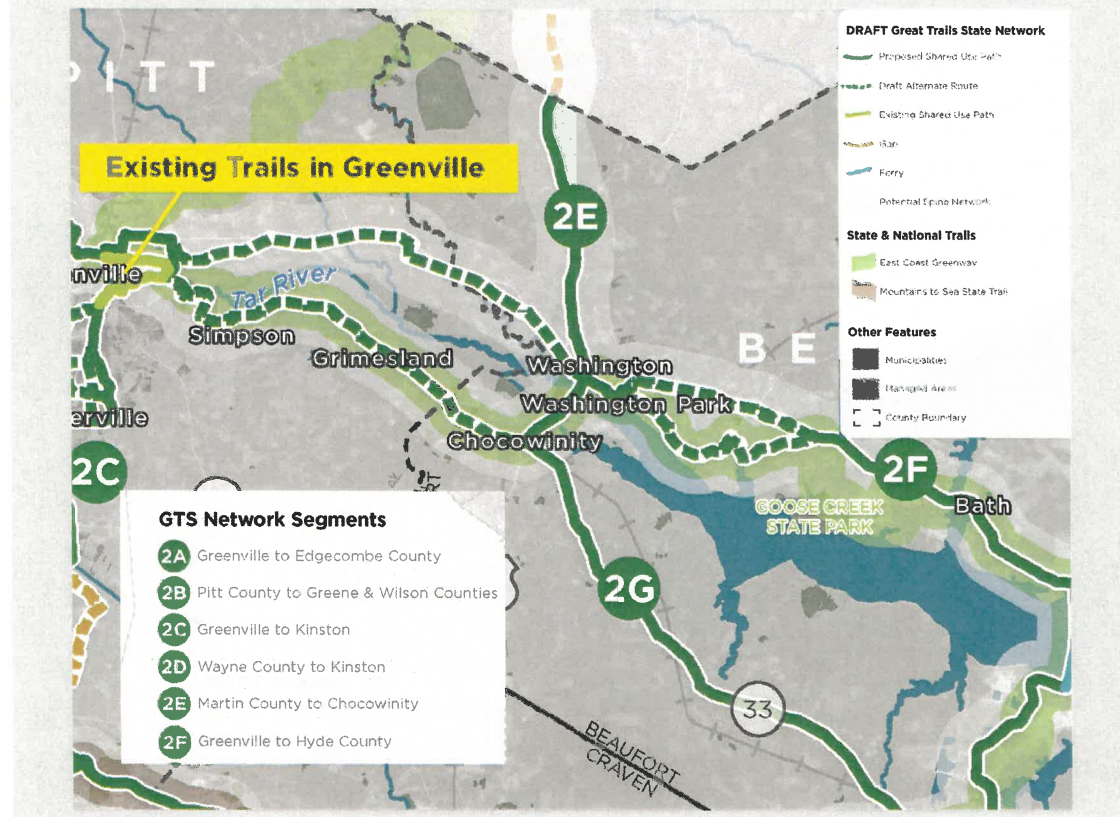 PITT
Existing Trails in Greenville
2E
nville
Tar River
Simpson
Grimesland
Washington
B E
Washington Park
erville
Chocowinity
2C
2F
GOOSE CREEK
STATE PARK
Bath
2G
33
BEAUFORT
CRAVEN
DRAFT Great Trails State Network
Proposed Shared Use Path
Draft Alternate Route
Existing Shared Use Path
Gap
Ferry
Potential Spine Network
State & National Trails
East Coast Greenway
Mountains to Sea State Trail
Other Features
Municipalities
Managed Areas
County Boundary
GTS Network Segments
2A Greenville to Edgecombe County
2B Pitt County to Greene & Wilson Counties
2C Greenville to Kinston
2D Wayne County to Kinston
2E Martin County to Chocowinity
2F Greenville to Hyde County